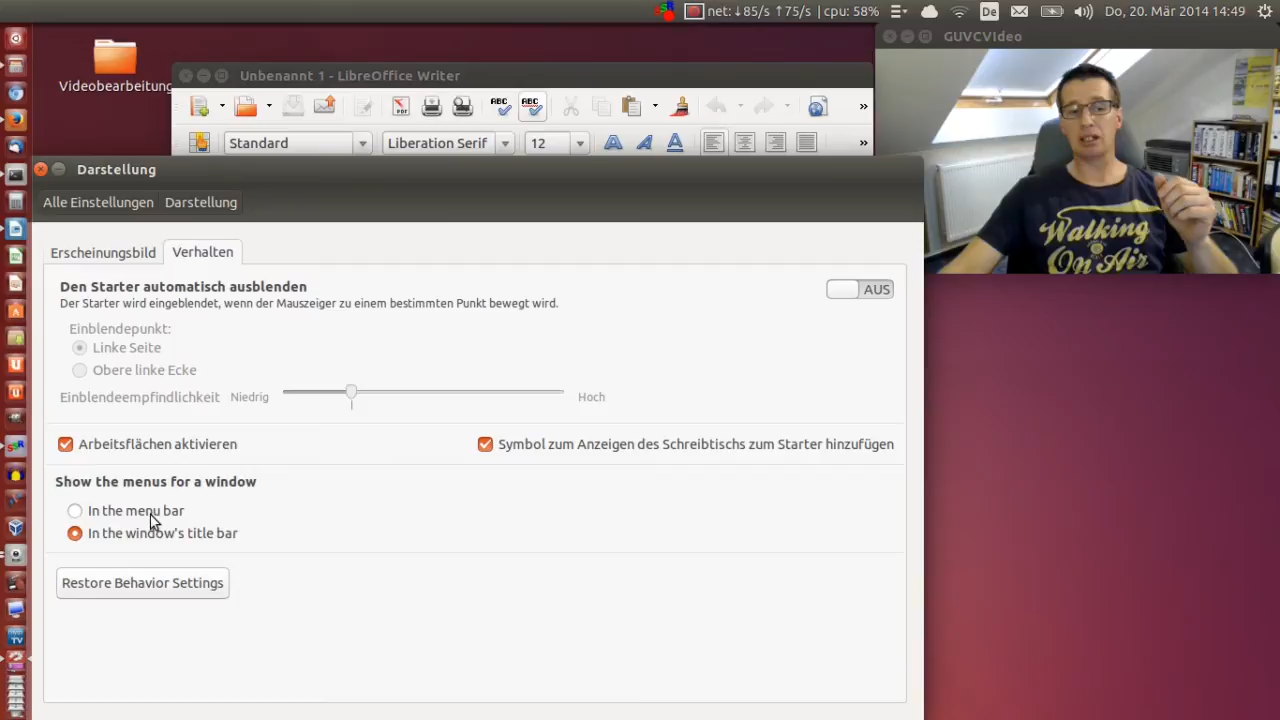 net: ↓85/s ↑75/s | cpu: 58%
De
Do, 20. Mär 2014 14:49
Videobearbeitung
Unbenannt 1 - LibreOffice Writer
GUVCVIdeo
ABC
ABC
»
Standard
Liberation Serif
12
»
Walking
On Air
Darstellung
Alle Einstellungen
Darstellung
Erscheinungbild
Verhalten
Den Starter automatisch ausblenden
AUS
Der Starter wird eingeblendet, wenn der Mauszeiger zu einem bestimmten Punkt bewegt wird.
Einblendepunkt:
Linke Seite
Obere linke Ecke
Einblendeempfindlichkeit
Niedrig
Hoch
Arbeitsflächen aktivieren
Symbol zum Anzeigen des Schreibtischs zum Starter hinzufügen
Show the menus for a window
In the menu bar
In the window's title bar
Restore Behavior Settings
TV